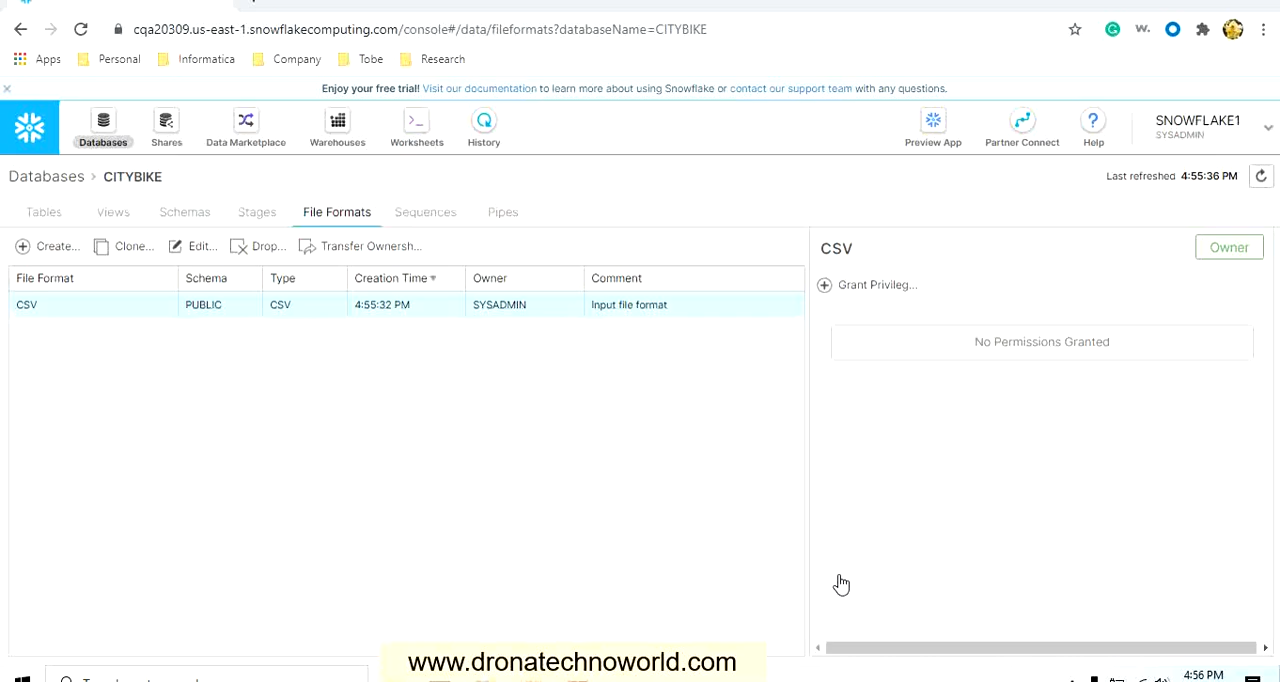 cqa20309.us-east-1.snowflakecomputing.com/console#/data/fileformats?databaseName=CITYBIKE
Apps Personal Informatica Company Tobe Research
Enjoy your free trial! Visit our documentation to learn more about using Snowflake or contact our support team with any questions.
Databases Shares Data Marketplace Warehouses Worksheets History Preview App Partner Connect Help
SNOWFLAKE1
SYSADMIN
Databases > CITYBIKE
Last refreshed 4:55:36 PM
Tables Views Schemas Stages File Formats Sequences Pipes
Create... Clone... Edit... Drop... Transfer Ownersh...
File Format Schema Type Creation Time Owner Comment
CSV PUBLIC CSV 4:55:32 PM SYSADMIN Input file format
CSV
Owner
Grant Privileg...
No Permissions Granted
www.dronatechnoworld.com
4:56 PM